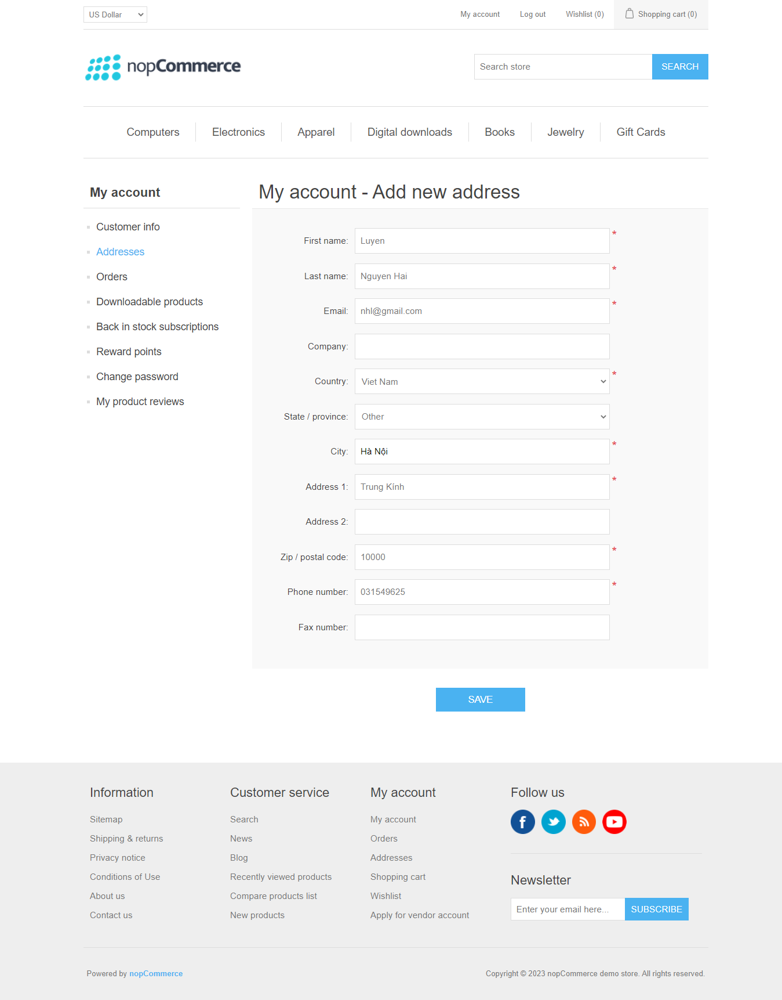 US Dollar
My account
Log out
Wishlist (0)
Shopping cart (0)
nopCommerce
Search store
SEARCH
Computers
Electronics
Apparel
Digital downloads
Books
Jewelry
Gift Cards
My account
Customer info
Addresses
Orders
Downloadable products
Back in stock subscriptions
Reward points
Change password
My product reviews
My account - Add new address
First name: Luyen *
Last name: Nguyen Hai *
Email: nhl@gmail.com *
Company:
Country: Viet Nam *
State / province: Other
City: Hà Nội *
Address 1: Trung Kính *
Address 2:
Zip / postal code: 10000 *
Phone number: 031549625 *
Fax number:
SAVE
Information
Sitemap
Shipping & returns
Privacy notice
Conditions of Use
About us
Contact us
Customer service
Search
News
Blog
Recently viewed products
Compare products list
New products
My account
My account
Orders
Addresses
Shopping cart
Wishlist
Apply for vendor account
Follow us
Newsletter
Enter your email here...
SUBSCRIBE
Powered by nopCommerce
Copyright © 2023 nopCommerce demo store. All rights reserved.